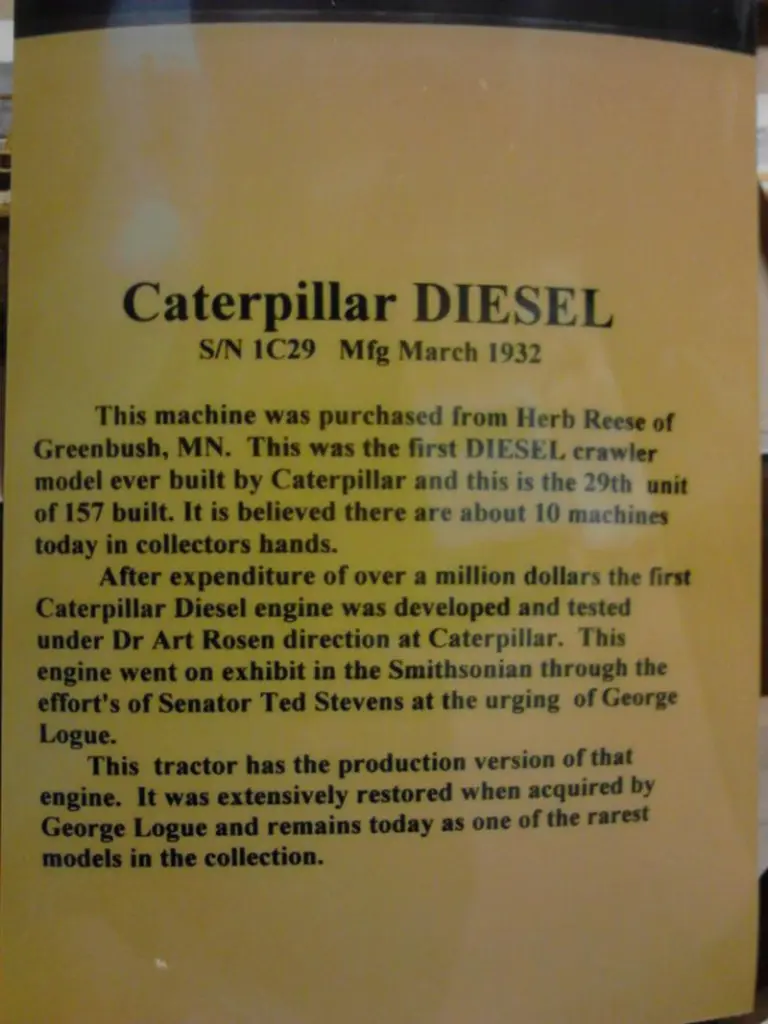 Caterpillar DIESEL
S/N 1C29 Mfg March 1932
This machine was purchased from Herb Reese of
Greenbush, MN. This was the first DIESEL crawler
model ever built by Caterpillar and this is the 29th unit
of 157 built. It is believed there are about 10 machines
today in collectors hands.
After expenditure of over a million dollars the first
Caterpillar Diesel engine was developed and tested
under Dr Art Rosen direction at Caterpillar. This
engine went on exhibit in the Smithsonian through the
effort's of Senator Ted Stevens at the urging of George
Logue.
This tractor has the production version of that
engine. It was extensively restored when acquired by
George Logue and remains today as one of the rarest
models in the collection.